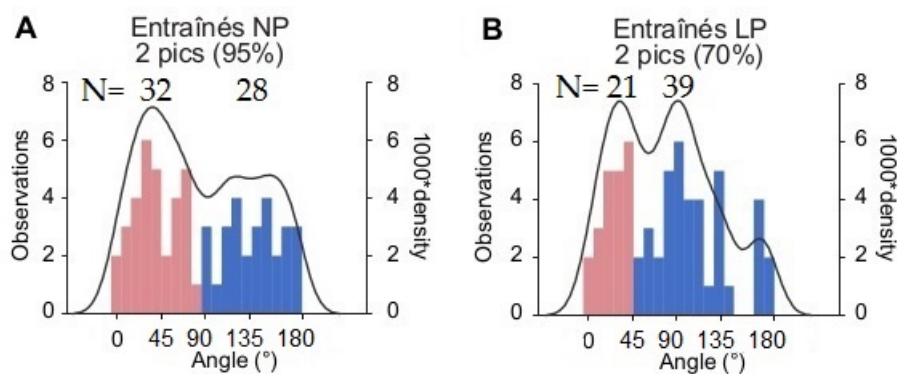 A
Entraînés NP
2 pics (95%)
N= 32 28
8
6
4
2
0
Observations
8
6
4
2
0
1000*density
0 45 90 135 180
Angle (°)
B
Entraînés LP
2 pics (70%)
N= 21 39
8
6
4
2
0
Observations
8
6
4
2
0
1000*density
0 45 90 135 180
Angle (°)